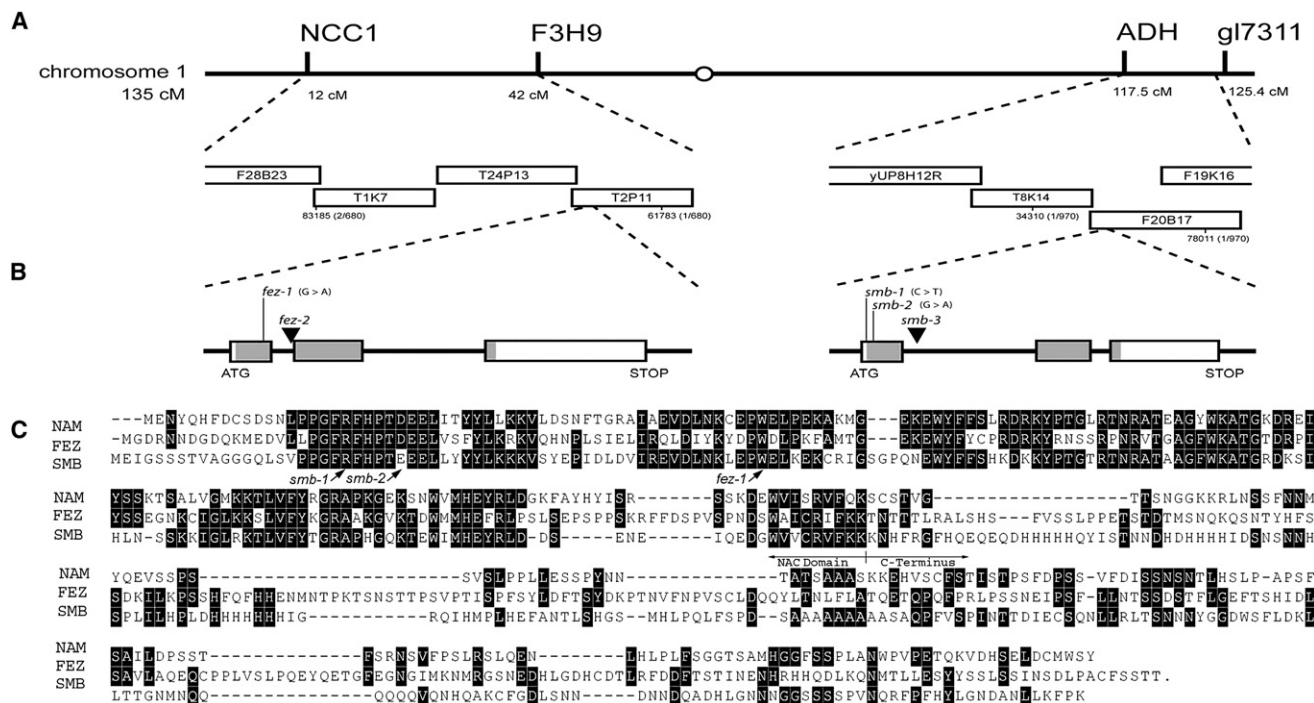 A
NCC1 F3H9 ADH gl7311
chromosome 1
135 cM 12 cM 42 cM 117.5 cM 125.4 cM
F28B23 T24P13 yUP8H12R F19K16
T1K7 T2P11 T8K14
83185 (2/680) 61783 (1/680) 34310 (1/970) F20B17
78011 (1/970)
B
fez-1 (G > A) smb-1 (C > T)
fez-2 smb-2 (G > A)
smb-3
ATG STOP ATG STOP
C
NAM ---MENYQHFDCSDSNLPPGFRFHPTDEELITYYLLKKVLDSNFTGRAIAEVDLNKCEPWELPEKAKMG---EKEWYFFSLRDRKYPTGLRTNRATEAGYWKATGKDREI
FEZ -MGDRNNDGDQKMEDVLLPGFRFHPTDEELVSFYLKRKVQHNPLSIELIRQLDIYKYDPWDLPKFAMTG---EKEWYFYCPRDRKYRNSSRPNRVTGAGFWKATGTDRPI
SMB MEIGSSSTVAGGGQLSVPPGFRFHPTEEELLYYYLKKKVSYEPIDLDVIREVDLNKLEPWELKEKCRIGSGPQNEWYFFSHKDKKYPTGTRTNRATAAGFWKATGRDKSI
smb-1 smb-2 fez-1
NAM YSSKTSALVGMKKTLVFYRGRAPKGEKSNWVMHEYRLDGKFAYHYISR---------SSKDEWVISRVFQKSCSTVG--------------TTSNGGKKRLNSSFNNM
FEZ YSSEGNKCIGLKKSLVFYKGRAAKGVKTDWMMHEFRLPSLSEPSPPSKRFFDSPVSPNDSWAICRIFKKTNTTTLRALSHS---FVSSLPPETSTDTMSNQKQSNTYHFS
SMB HLN-SSKKIGLRKTLVFYTGRAPHGQKTEWIMHEYRLD-DS----ENE---IQEDGWVVCRVFKKKNHFRGFHQEQEQDHHHHHQYISTNNDHDHHHHIDSNSNNH
NAC Domain C-Terminus
NAM YQEVSSPS--------------------------SVSLPPLLESSPYNN---------------TATSAAASKKEHVSCFSTISTPSFDPSS-VFDISSNSNTLHSLP-APSF
FEZ SDKILKPSSHFQFHHENMNTPKTSNSTTPSVPTISPFSYLDFTSYDKPTNVFNPVSCLDQQYLTNLFLATQETQPQFPRLPSSNEIPSF-LLNTSSDSTFLGEFTSHIDL
SMB SPLILHPLDHHHHHHIG------------RQIHMPLHEFANTLSHGS-MHLPQLFSPD-SAAAAAAAAASAQPFVSPINTTDIECSQNLLRLTSNNNYGGDWSFLDKL
NAM SAILDPSST----------------FSRNSVFPSLRSLQEN---------LHLPLFSGGTSAMHGGFSSPLANWPVPETQKVDHSELDCMWSY
FEZ SAVLAQEQCPPLVSLPQEYQETGFEGNGIMKNMRGSNEDHLGDHCDTLRFDDFTSTINENHRHHQDLKQNMTLLESYYSSLSSINSDLPACFSSTT.
SMB LTTGNMNQQ----------------QQQQVQNHQAKCFGDLSNN----DNNDQADHLGNNNGGSSSSPVNQRFPFHYLGNDANLLKFPK